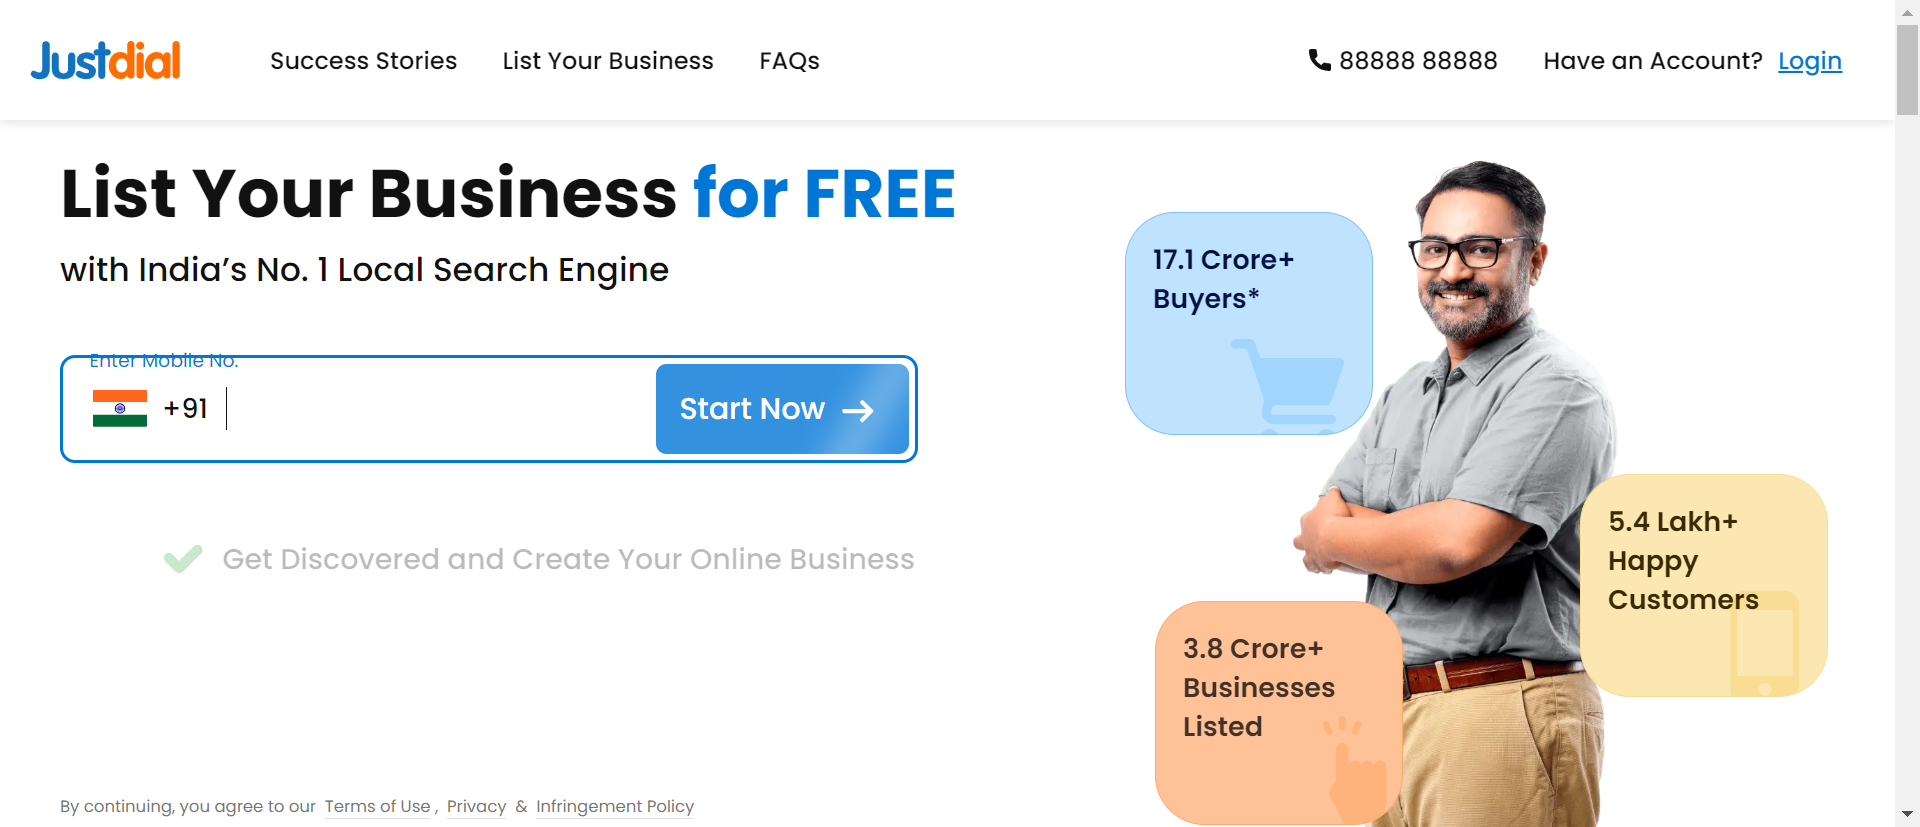 Justdial
Success Stories
List Your Business
FAQs
88888 88888
Have an Account? Login
List Your Business for FREE
with India’s No. 1 Local Search Engine
Enter Mobile No.
+91
Start Now
Get Discovered and Create Your Online Business
17.1 Crore+
Buyers*
5.4 Lakh+
Happy
Customers
3.8 Crore+
Businesses
Listed
By continuing, you agree to our Terms of Use , Privacy & Infringement Policy